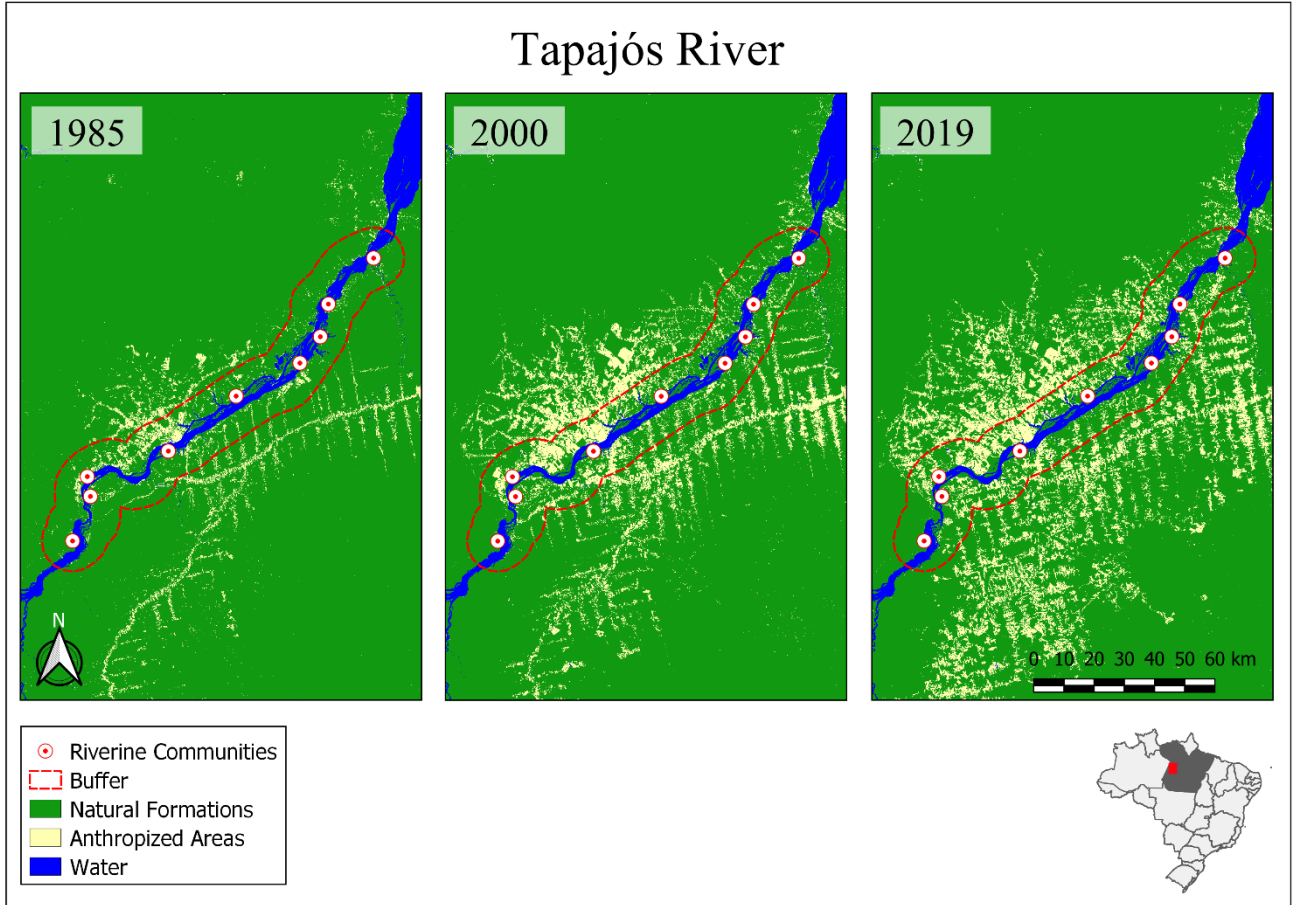 Tapajós River
1985
2000
2019
N
0 10 20 30 40 50 60 km
Riverine Communities
Buffer
Natural Formations
Anthropized Areas
Water